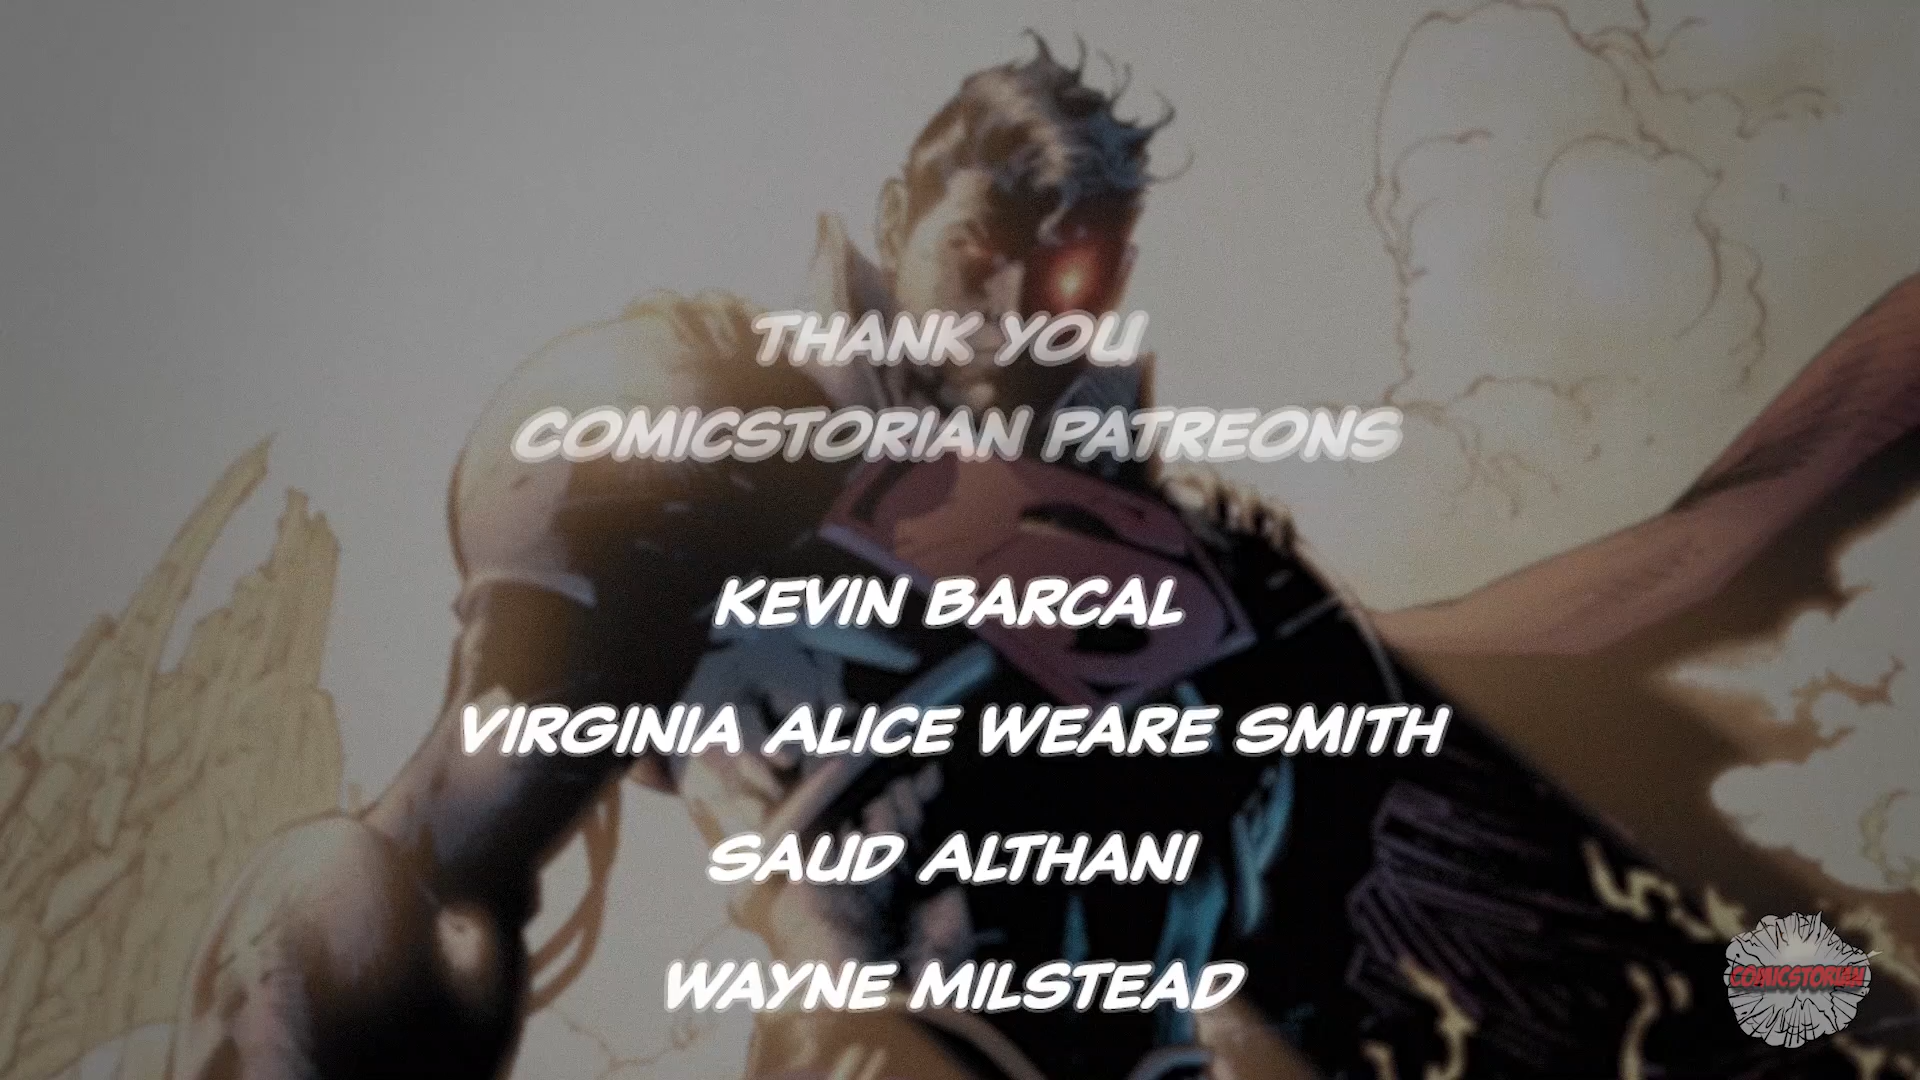 THANK YOU
COMICSTORIAN PATREONS
KEVIN BARCAL
VIRGINIA ALICE WEARE SMITH
SAUD ALTHANI
WAYNE MILSTEAD
COMICSTORIAN